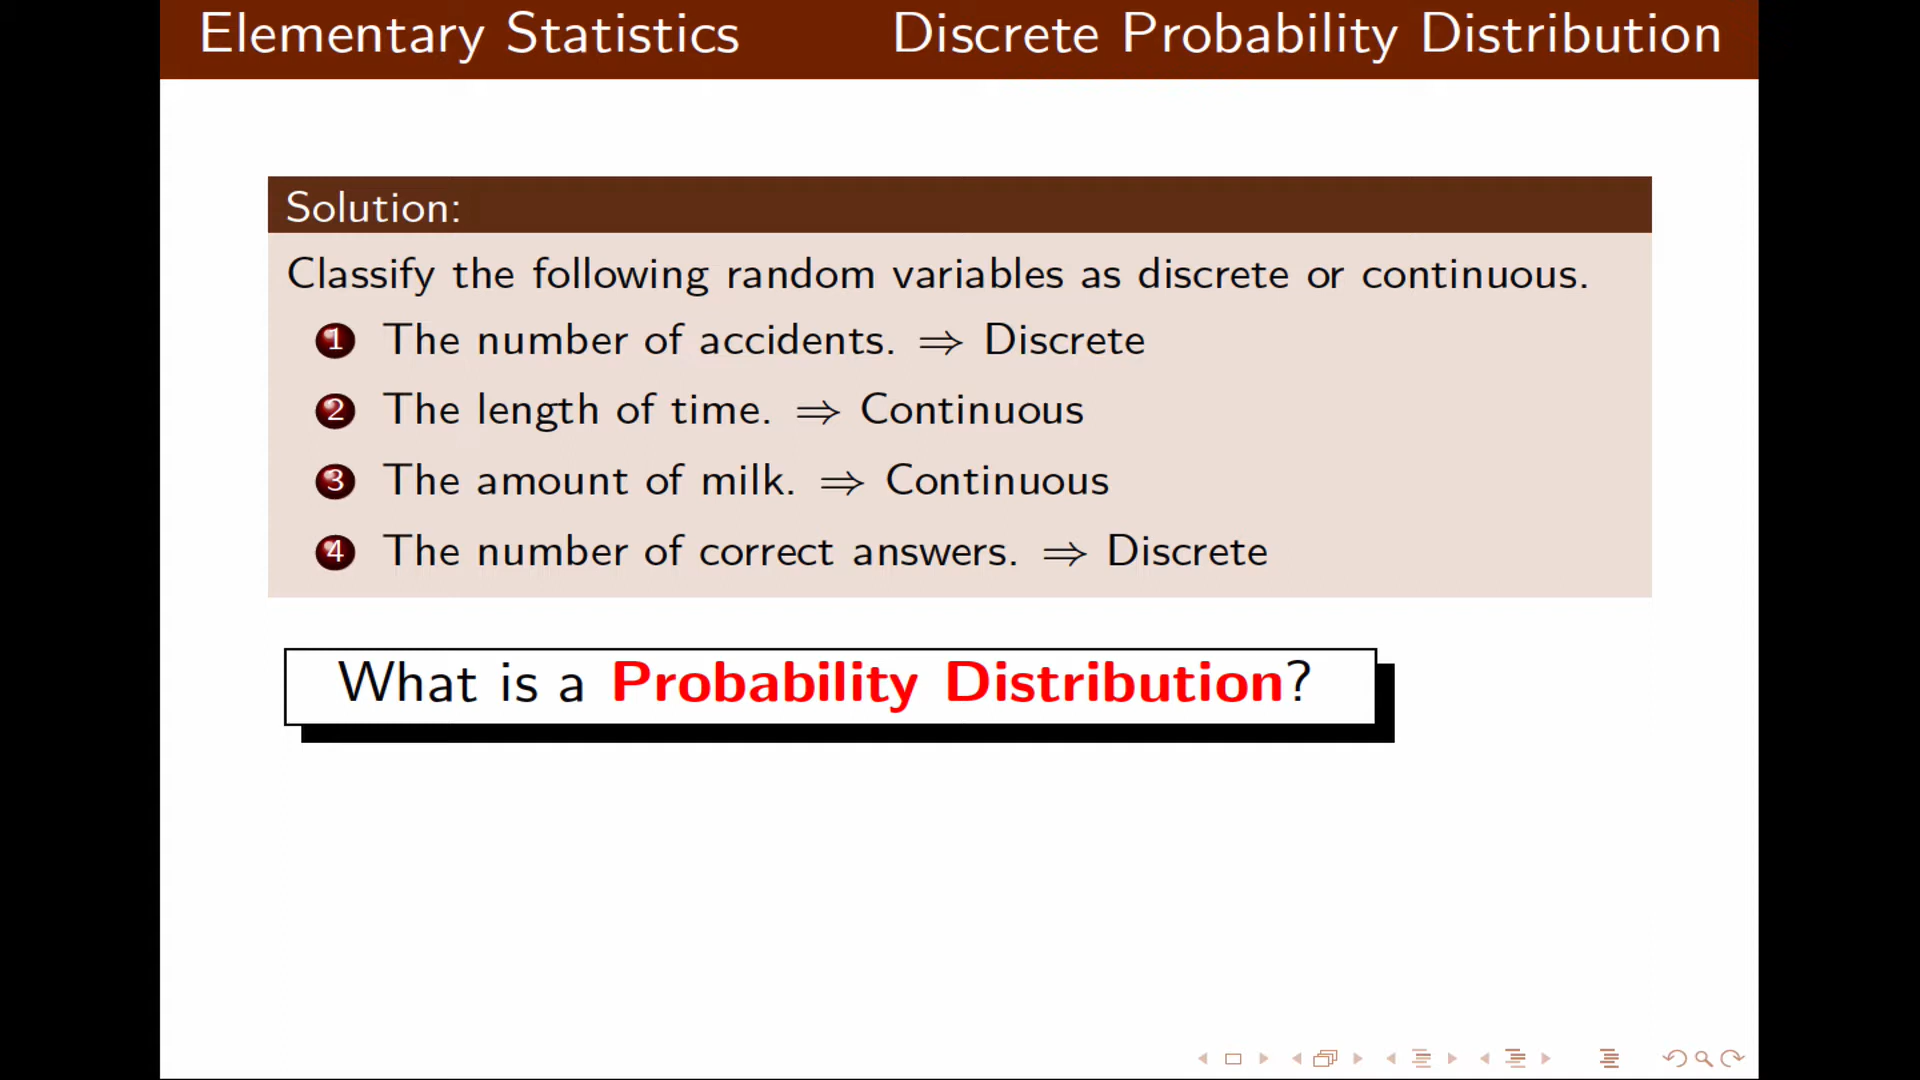 Elementary Statistics Discrete Probability Distribution
Solution:
Classify the following random variables as discrete or continuous.
1 The number of accidents. ⇒ Discrete
2 The length of time. ⇒ Continuous
3 The amount of milk. ⇒ Continuous
4 The number of correct answers. ⇒ Discrete
What is a Probability Distribution?